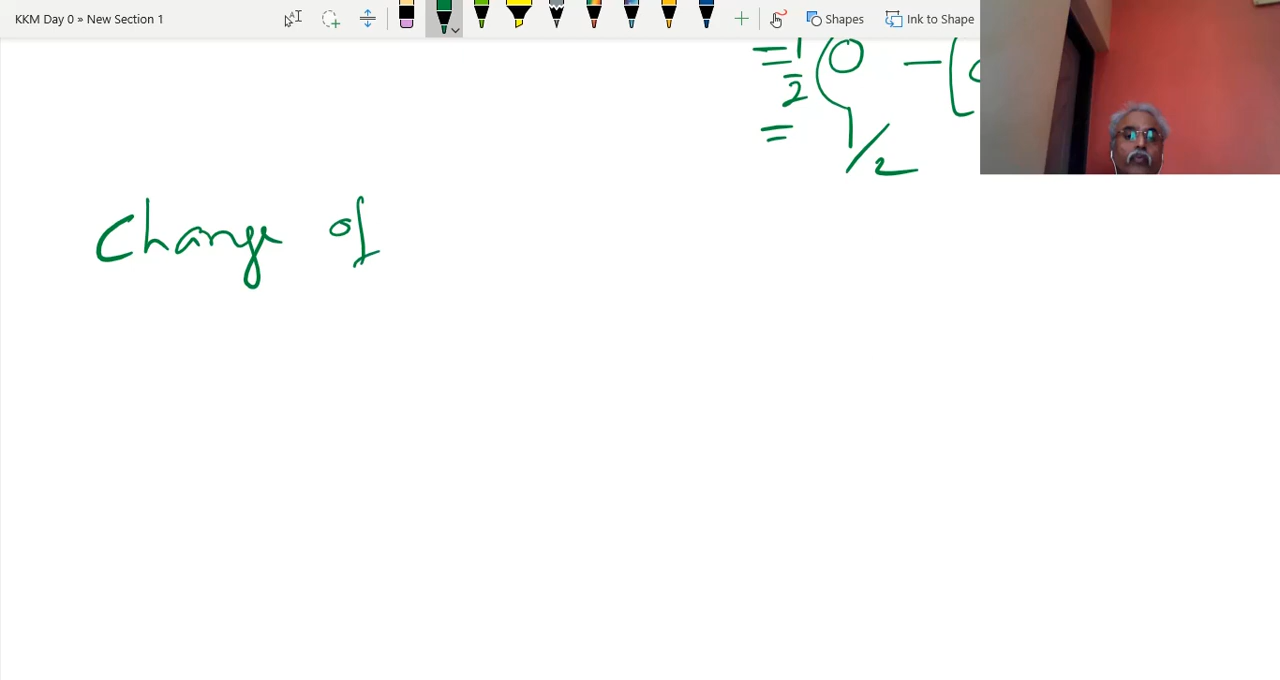 KKM Day 0 » New Section 1
Shapes
Ink to Shape
= 1/2 (0 - (
= 1/2
Change of